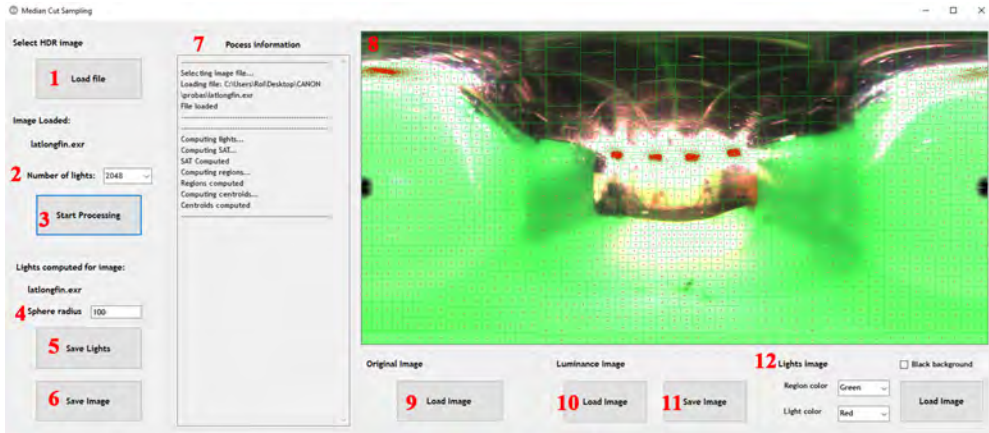 Median Cut Sampling
Select HDR image
1 Load file
Image Loaded:
latlongfin.exr
2 Number of lights: 2048
3 Start Processing
Lights computed for image:
latlongfin.exr
4 Sphere radius 100
5 Save Lights
6 Save Image
7 Pocess Information
Selecting image file...
Loading file: C:\Users\Rol\Desktop\CANON
\probas\latlongfin.exr
File loaded
Computing lights...
Computing SAT...
SAT Computed
Computing regions...
Regions computed
Computing centroids...
Centroids computed
8
Original Image
9 Load Image
Luminance Image
10 Load Image
11 Save Image
12 Lights Image
Black background
Region color Green
Light color Red
Load Image